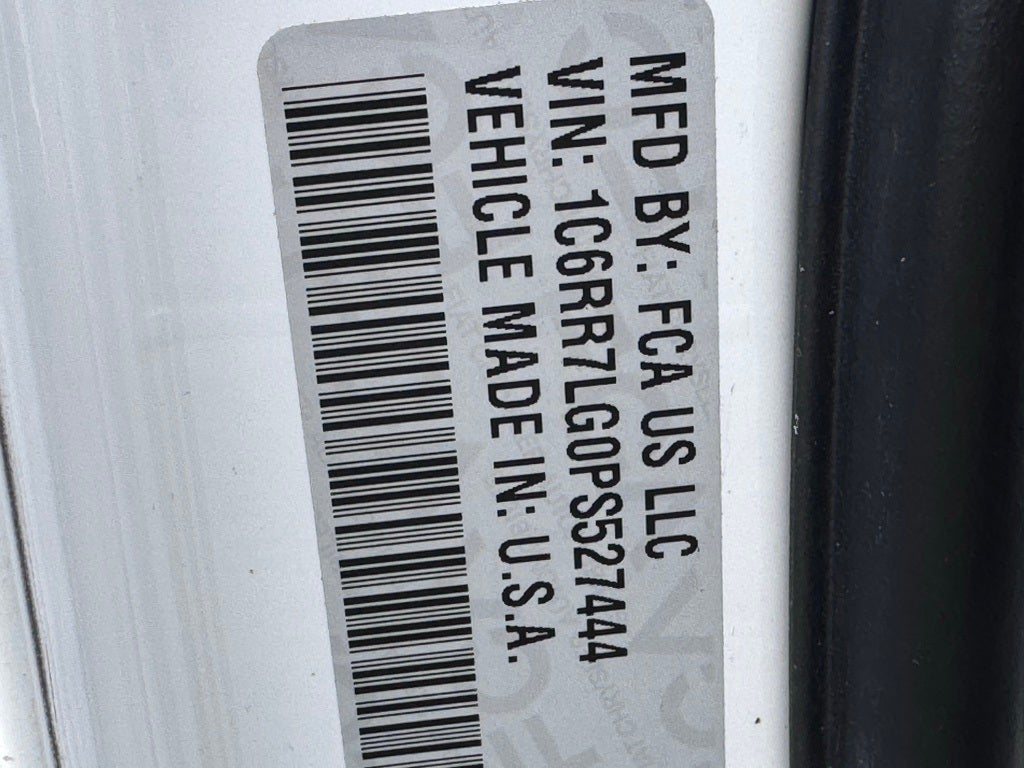 MFD BY: FCA US LLC
VIN: 1C6RR7LG0PS527444
VEHICLE MADE IN: U.S.A.